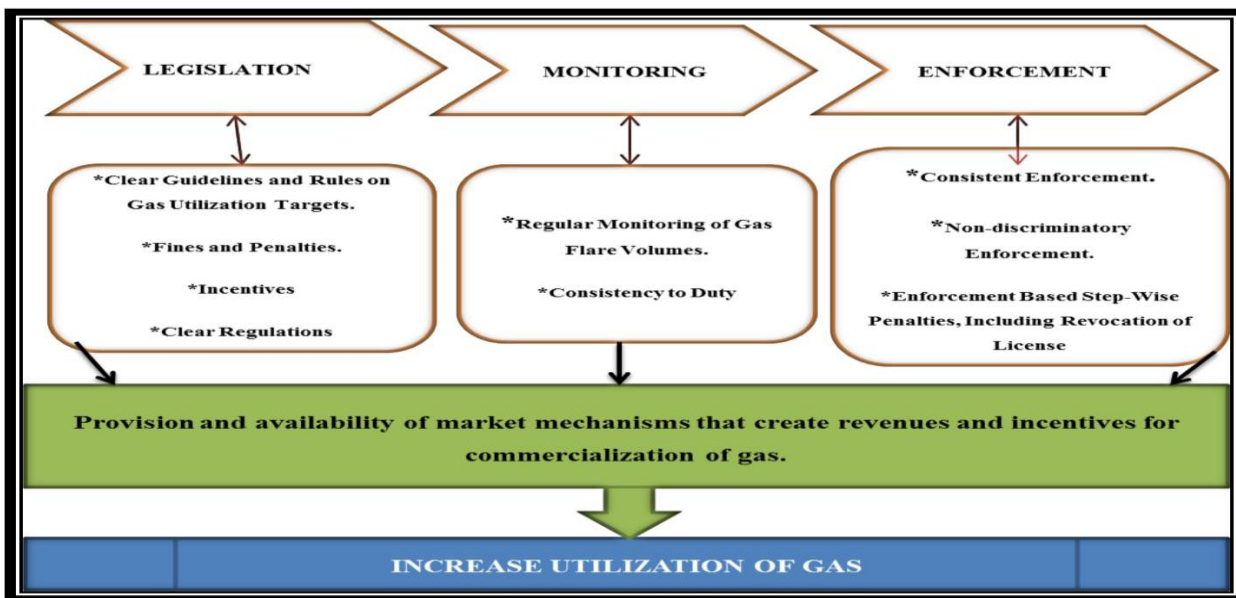 LEGISLATION
MONITORING
ENFORCEMENT
*Clear Guidelines and Rules on
Gas Utilization Targets.
*Fines and Penalties.
*Incentives
*Clear Regulations
*Regular Monitoring of Gas
Flare Volumes.
*Consistency to Duty
*Consistent Enforcement.
*Non-discriminatory
Enforcement.
*Enforcement Based Step-Wise
Penalties, Including Revocation of
License
Provision and availability of market mechanisms that create revenues and incentives for
commercialization of gas.
INCREASE UTILIZATION OF GAS